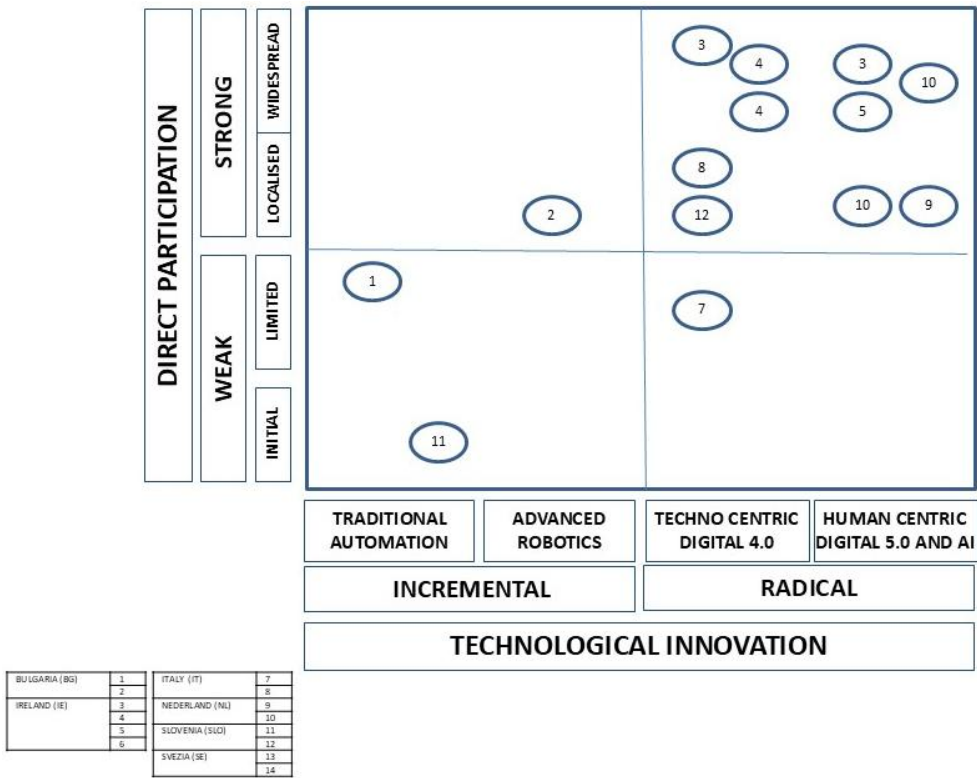 DIRECT PARTICIPATION
STRONG
WEAK
WIDESPREAD
LOCALISED
LIMITED
INITIAL
3
4
3
10
4
5
8
2
12
10
9
1
7
11
TRADITIONAL
AUTOMATION
ADVANCED
ROBOTICS
TECHNO CENTRIC
DIGITAL 4.0
HUMAN CENTRIC
DIGITAL 5.0 AND AI
INCREMENTAL
RADICAL
TECHNOLOGICAL INNOVATION
BULGARIA (BG) 1
2
IRELAND (IE) 3
4
5
6
ITALY (IT) 7
8
NEDERLAND (NL) 9
10
SLOVENIA (SLO) 11
12
SVEZIA (SE) 13
14